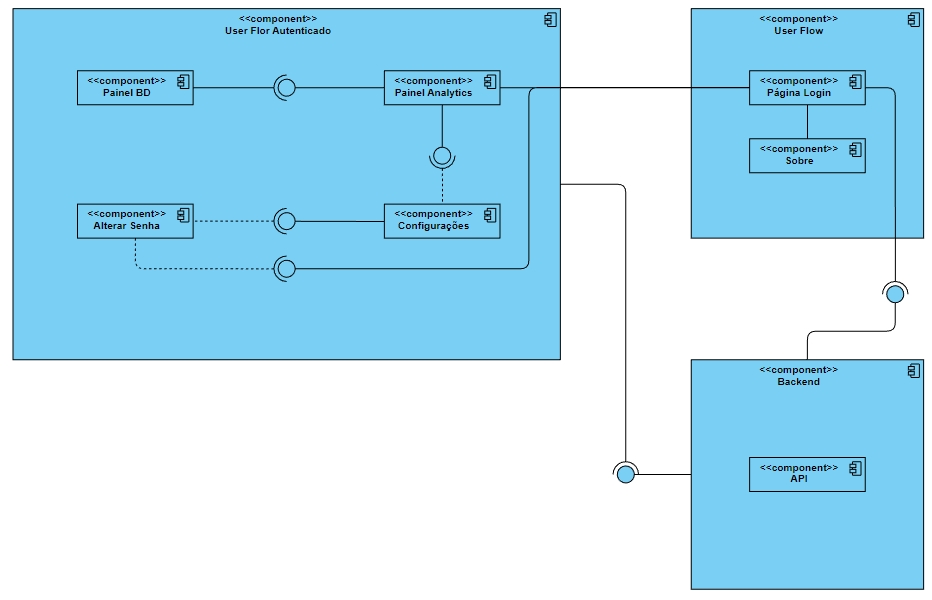 <<component>>
User Flor Autenticado
<<component>>
User Flow
<<component>>
Painel BD
<<component>>
Painel Analytics
<<component>>
Página Login
<<component>>
Sobre
<<component>>
Alterar Senha
<<component>>
Configurações
<<component>>
Backend
<<component>>
API